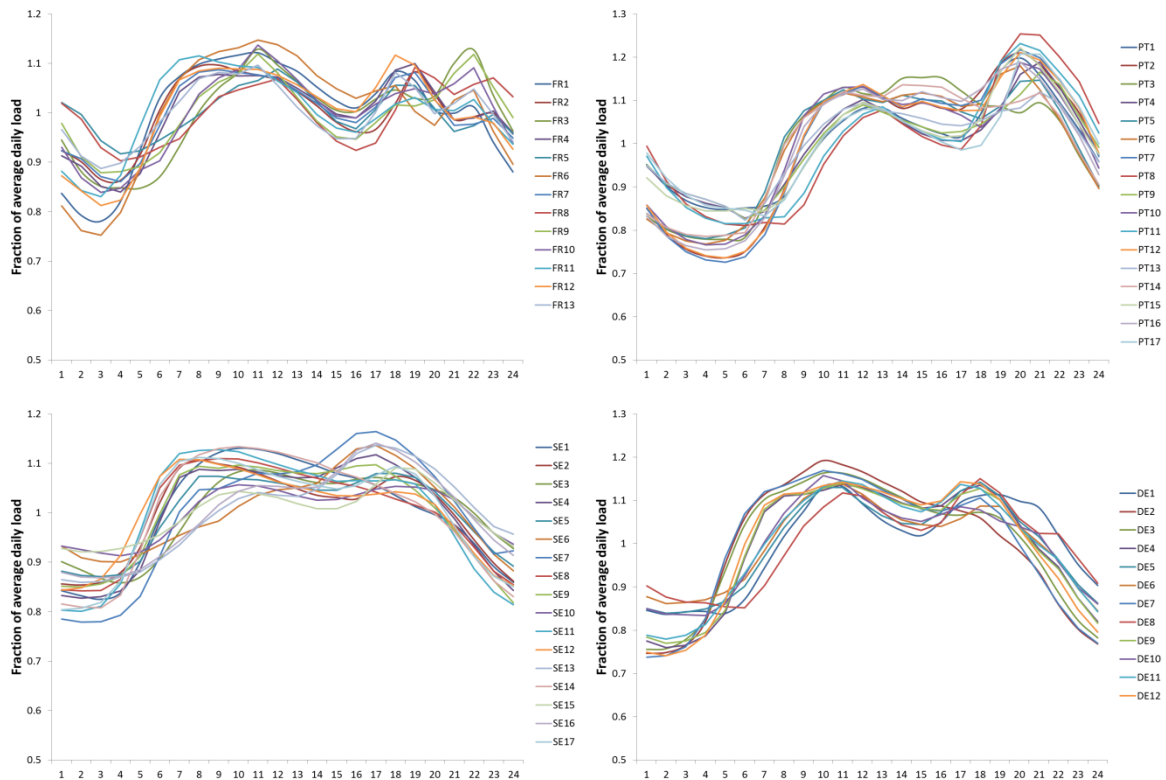 Fraction of average daily load
1.2
1.1
1
0.9
0.8
0.7
0.6
0.5
1 2 3 4 5 6 7 8 9 10 11 12 13 14 15 16 17 18 19 20 21 22 23 24
FR1
FR2
FR3
FR4
FR5
FR6
FR7
FR8
FR9
FR10
FR11
FR12
FR13
Fraction of average daily load
1.3
1.2
1.1
1
0.9
0.8
0.7
0.6
0.5
1 2 3 4 5 6 7 8 9 10 11 12 13 14 15 16 17 18 19 20 21 22 23 24
PT1
PT2
PT3
PT4
PT5
PT6
PT7
PT8
PT9
PT10
PT11
PT12
PT13
PT14
PT15
PT16
PT17
Fraction of average daily load
1.2
1.1
1
0.9
0.8
0.7
0.6
0.5
1 2 3 4 5 6 7 8 9 10 11 12 13 14 15 16 17 18 19 20 21 22 23 24
SE1
SE2
SE3
SE4
SE5
SE6
SE7
SE8
SE9
SE10
SE11
SE12
SE13
SE14
SE15
SE16
SE17
Fraction of average daily load
1.3
1.2
1.1
1
0.9
0.8
0.7
0.6
0.5
1 2 3 4 5 6 7 8 9 10 11 12 13 14 15 16 17 18 19 20 21 22 23 24
DE1
DE2
DE3
DE4
DE5
DE6
DE7
DE8
DE9
DE10
DE11
DE12